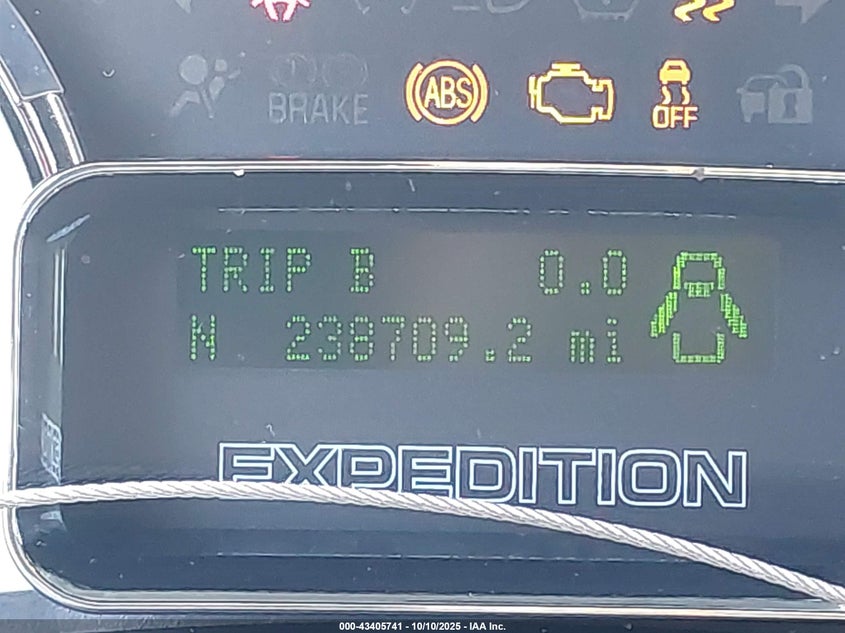 BRAKE
ABS
OFF
TRIP B 0.0
N 238709.2 mi
EXPEDITION
000-43405741 - 10/10/2025 - IAA Inc.